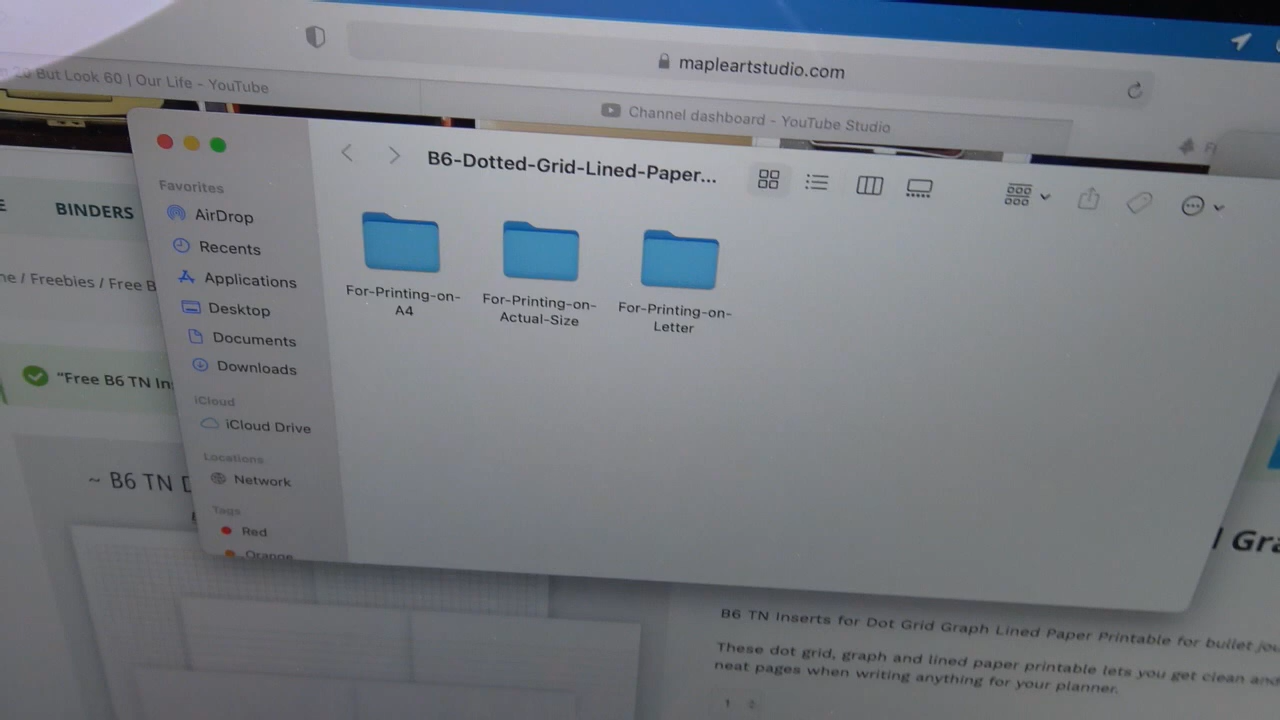 mapleartstudio.com
But Look 60 | Our Life - YouTube
Channel dashboard - YouTube Studio
B6-Dotted-Grid-Lined-Paper...
Favorites
AirDrop
Recents
Applications
Desktop
Documents
Downloads
iCloud
iCloud Drive
Locations
Network
Tags
Red
Orange
For-Printing-on-
A4
For-Printing-on-
Actual-Size
For-Printing-on-
Letter
BINDERS
/ Freebies / Free B
"Free B6 TN In
~ B6 TN D
Gra
B6 TN Inserts for Dot Grid Graph Lined Paper Printable for bullet jou
These dot grid, graph and lined paper printable lets you get clean and
neat pages when writing anything for your planner.
1